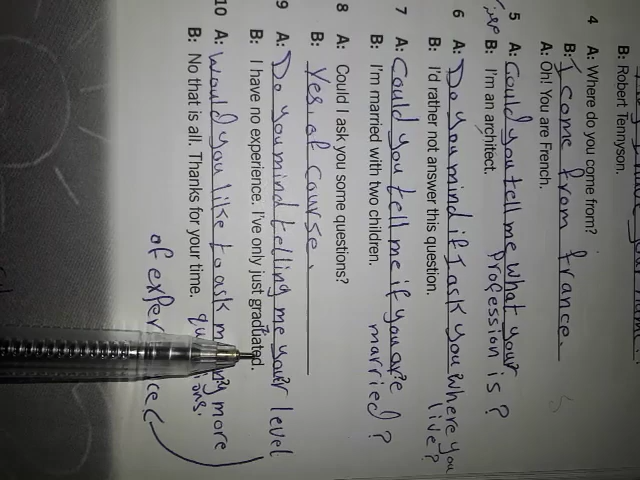 B: Robert Tennyson.
4 A: Where do you come from?
B: I come from france.
A: Oh! You are French.
5 A: Could you tell me what your
Profession is?
B: I'm an architect.
6 A: Do you mind if I ask you where you
live?
B: I'd rather not answer this question.
7 A: Could you tell me if you are
married?
B: I'm married with two children.
8 A: Could I ask you some questions?
B: Yes, of course.
9 A: Do you mind telling me your level
B: I have no experience. I've only just graduated.
10 A: Would you like to ask more
B: No that is all. Thanks for your time.